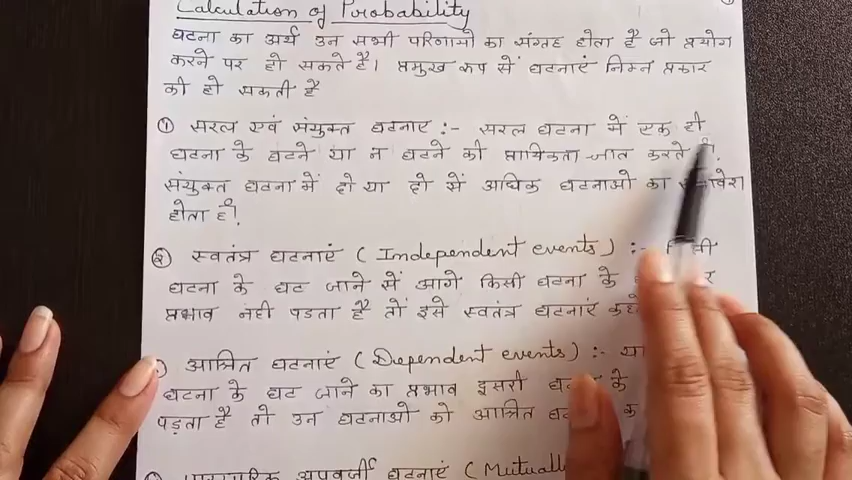 Calculation of Probability
घटना का अर्थ उन सभी परिणामो का संग्रह होता है जो प्रयोग
करने पर हो सकते है। प्रमुख रूप से घटनाएं निम्न प्रकार
की हो सकती है
① सरल एवं संयुक्त घटनाएं :- सरल घटना में एक ही
घटना के घटने या न घटने की प्रायिकता ज्ञात करते
संयुक्त घटना में दो या दो से अधिक घटनाओ का
होता है।
② स्वतंत्र घटनाएं ( Independent events ) :-
घटना के घट जाने से आगे किसी घटना के
प्रभाव नही पडता है तो इसे स्वतंत्र घटनाएं
आश्रित घटनाएं ( Dependent events ) :-
घटना के घट जाने का प्रभाव दूसरी के
पड़ता है तो उन घटनाओ को आश्रित
घटनाएं ( Mutuall